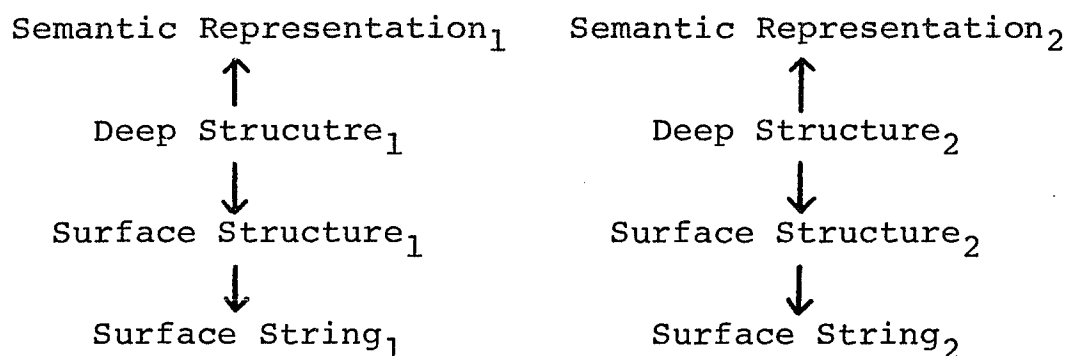 Semantic Representation₁ Semantic Representation₂
Deep Strucutre₁ Deep Structure₂
Surface Structure₁ Surface Structure₂
Surface String₁ Surface String₂